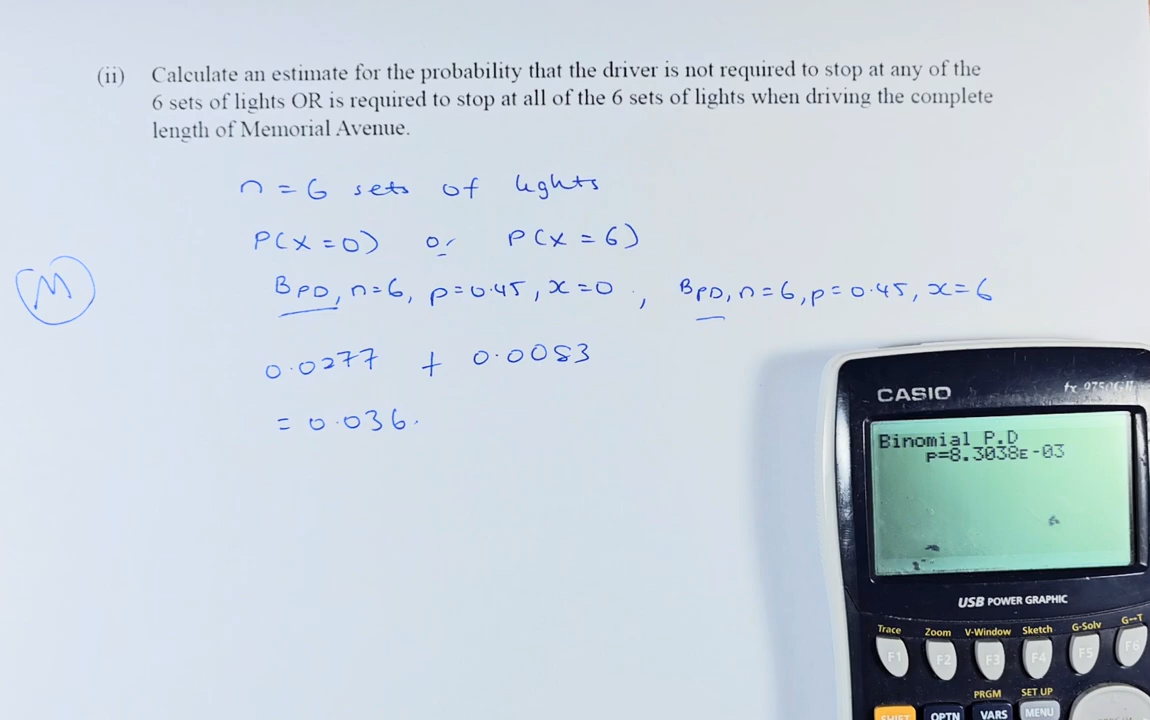 (ii) Calculate an estimate for the probability that the driver is not required to stop at any of the
6 sets of lights OR is required to stop at all of the 6 sets of lights when driving the complete
length of Memorial Avenue.
n = 6 sets of lights
P(X = 0) or P(X = 6)
M
BPD, n=6, p=0.45, x=0 , BPD, n=6, p=0.45, x=6
0.0277 + 0.0083
= 0.036.
CASIO fx-9750GII
Binomial P.D
p=8.3038E-03
USB POWER GRAPHIC
Trace Zoom V-Window Sketch G-Solv G↔T
F1 F2 F3 F4 F5 F6
PRGM SET UP
SHIFT OPTN VARS MENU